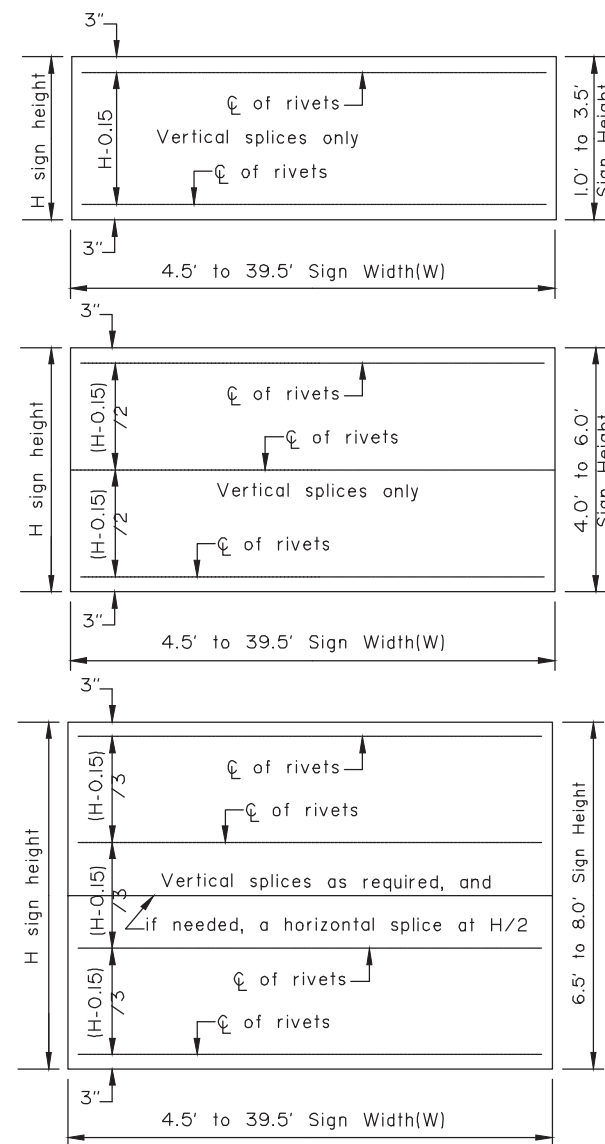 3"
℄ of rivets
H-0.15
Vertical splices only
℄ of rivets
H sign height
1.0' to 3.5'
Sign Height
3"
4.5' to 39.5' Sign Width(W)
3"
℄ of rivets
(H-0.15)
/2
℄ of rivets
H sign height
4.0' to 6.0'
Sign Height
Vertical splices only
(H-0.15)
/2
℄ of rivets
3"
4.5' to 39.5' Sign Width(W)
3"
(H-0.15)
/3
℄ of rivets
℄ of rivets
H sign height
(H-0.15)
/3
Vertical splices as required, and
if needed, a horizontal splice at H/2
6.5' to 8.0' Sign Height
(H-0.15)
/3
℄ of rivets
℄ of rivets
3"
4.5' to 39.5' Sign Width(W)